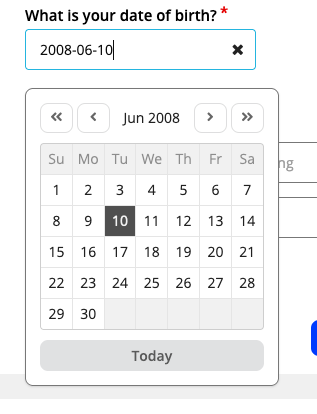 What is your date of birth? *
2008-06-10 ✖
« ‹ Jun 2008 › »
Su Mo Tu We Th Fr Sa
1 2 3 4 5 6 7
8 9 10 11 12 13 14
15 16 17 18 19 20 21
22 23 24 25 26 27 28
29 30
Today
ng